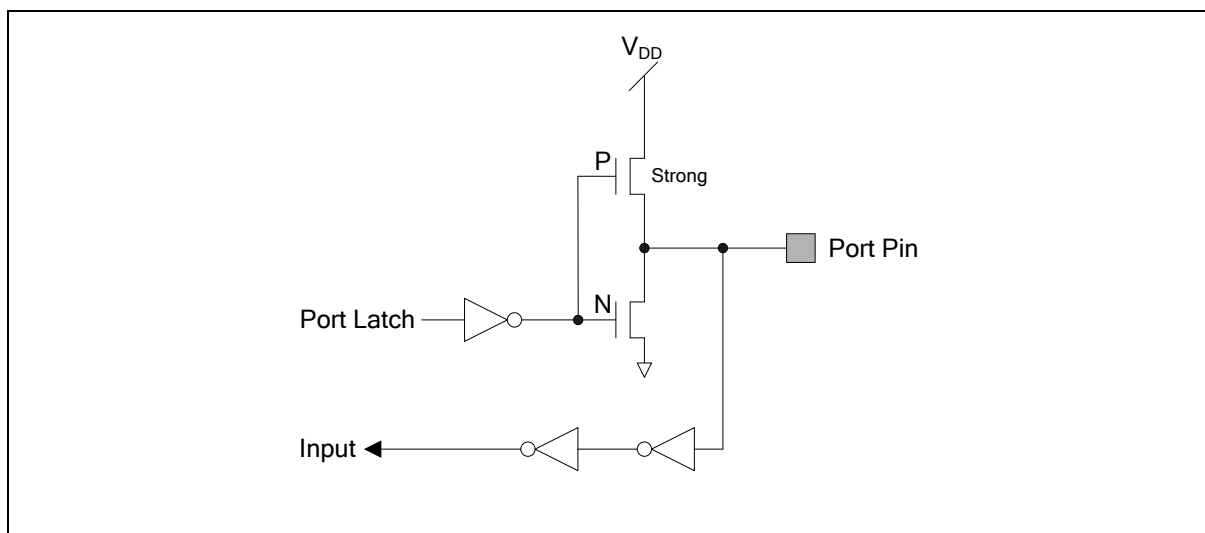 VDD
P
Strong
Port Pin
N
Port Latch
Input